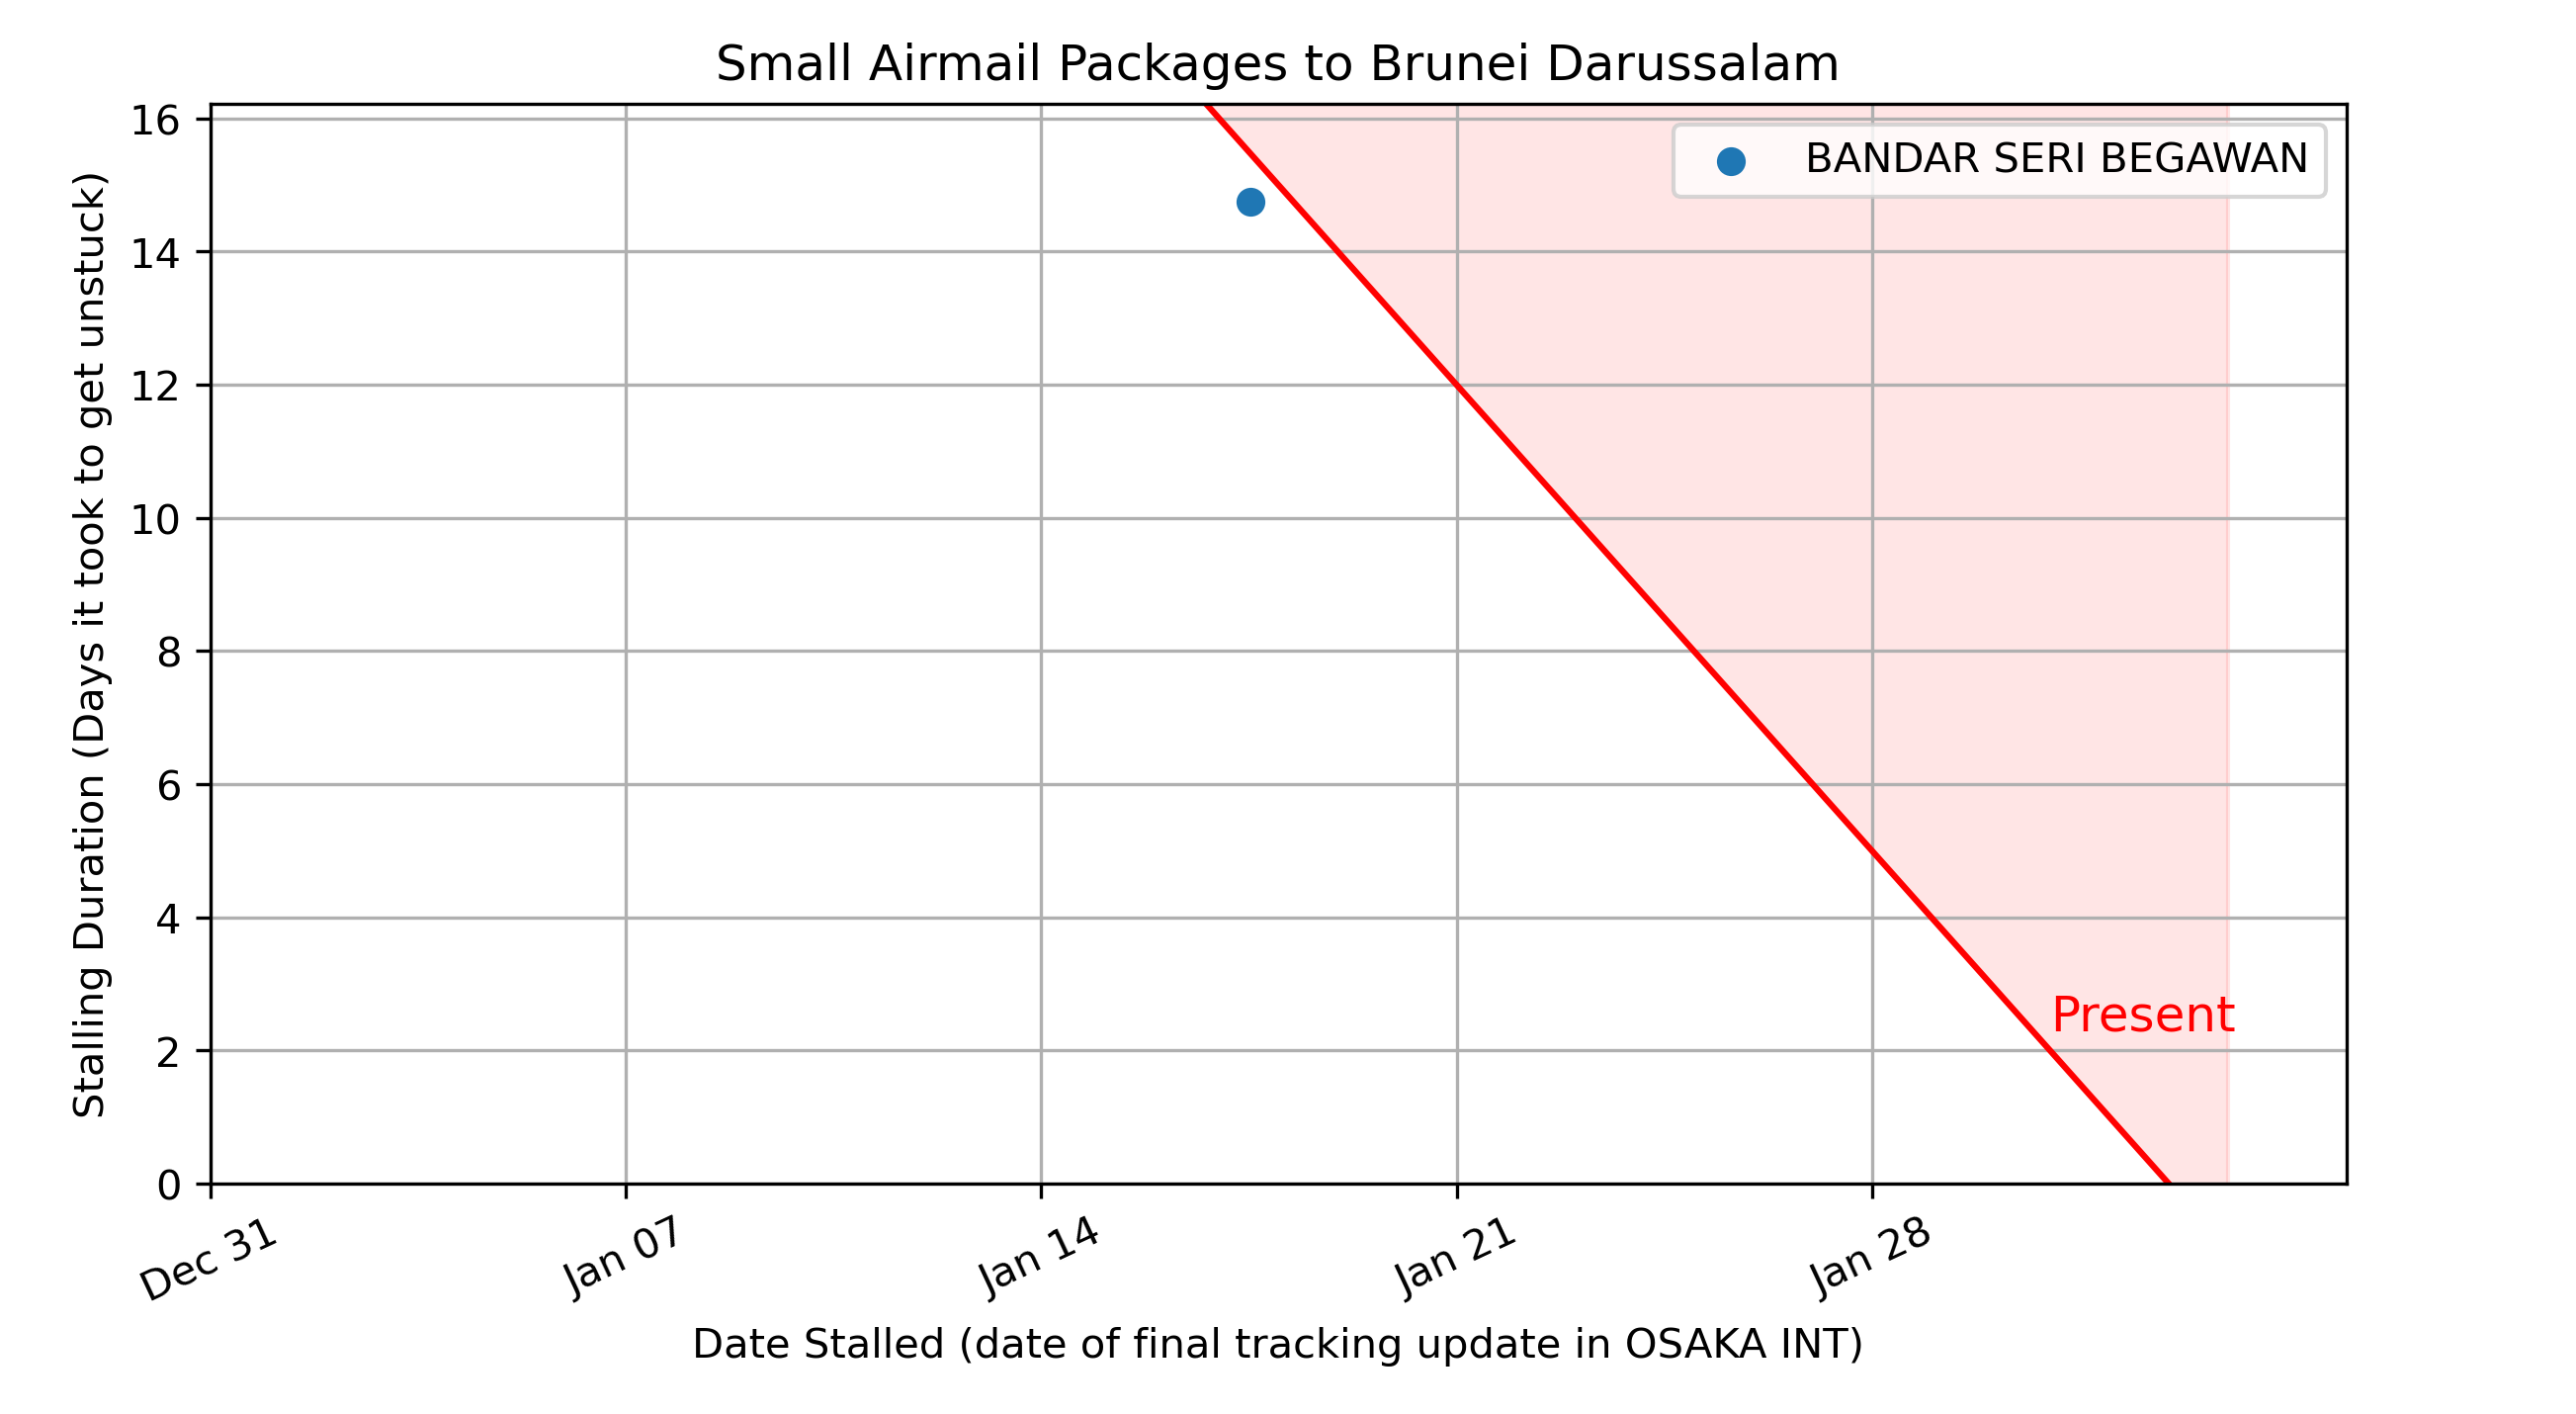 Small Airmail Packages to Brunei Darussalam
BANDAR SERI BEGAWAN
Stalling Duration (Days it took to get unstuck)
16
14
12
10
8
6
4
2
0
Present
Dec 31
Jan 07
Jan 14
Jan 21
Jan 28
Date Stalled (date of final tracking update in OSAKA INT)